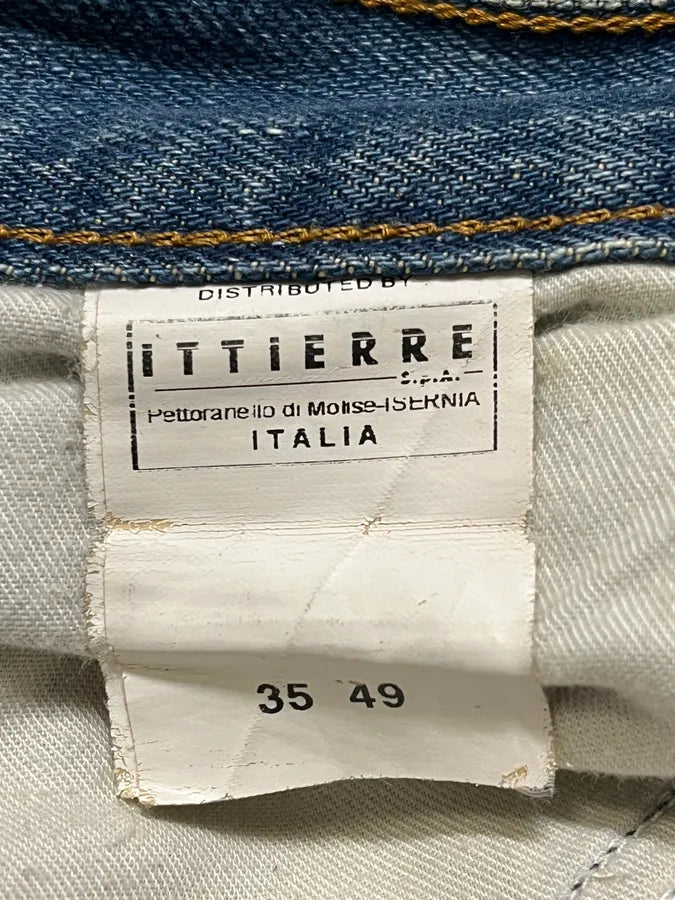 DISTRIBUTED BY
ITTIERRE
S.p.A.
Pettoranello di Molise-ISERNIA
ITALIA
35 49